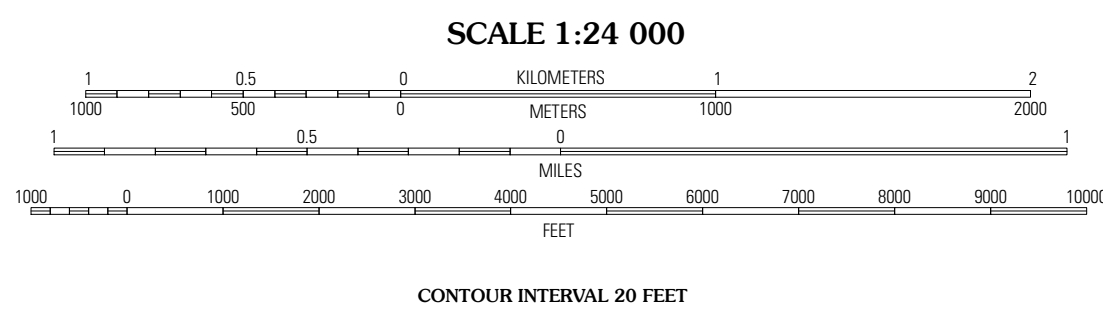 SCALE 1:24 000
1 0.5 0 KILOMETERS 1 2
1000 500 0 METERS 1000 2000
1 0.5 0 1
MILES
1000 0 1000 2000 3000 4000 5000 6000 7000 8000 9000 10000
FEET
CONTOUR INTERVAL 20 FEET